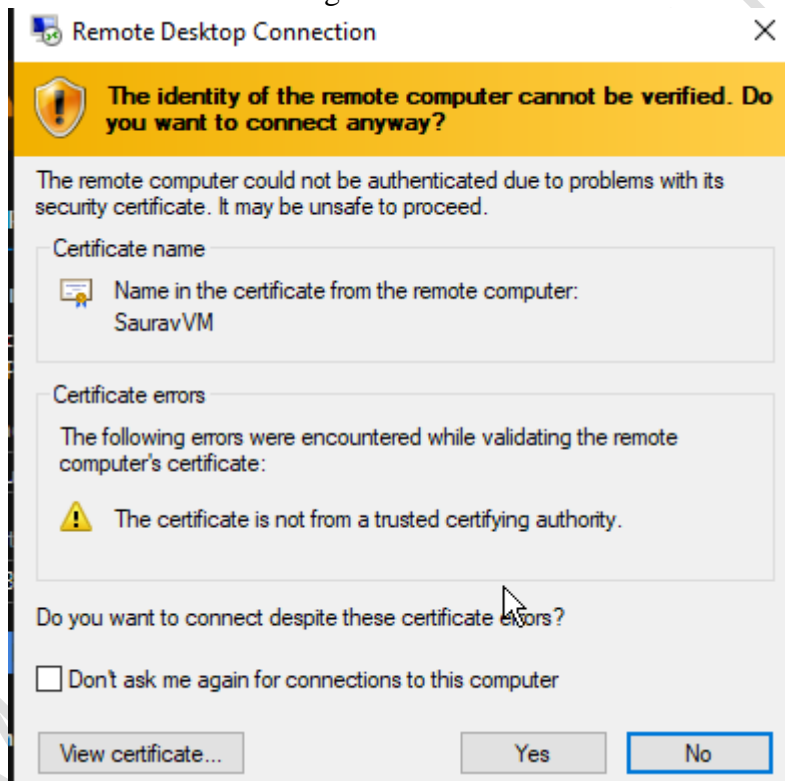 Remote Desktop Connection
The identity of the remote computer cannot be verified. Do
you want to connect anyway?
The remote computer could not be authenticated due to problems with its
security certificate. It may be unsafe to proceed.
Certificate name
Name in the certificate from the remote computer:
SauravVM
Certificate errors
The following errors were encountered while validating the remote
computer's certificate:
The certificate is not from a trusted certifying authority.
Do you want to connect despite these certificate errors?
Don't ask me again for connections to this computer
View certificate...
Yes
No